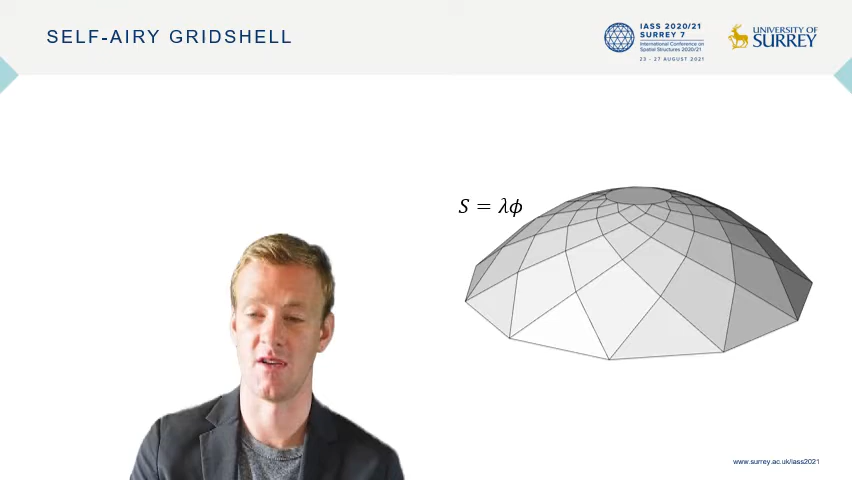 SELF-AIRY GRIDSHELL
IASS 2020/21
SURREY 7
International Conference on
Spatial Structures 2020/21
23 - 27 AUGUST 2021
UNIVERSITY OF
SURREY
S = λϕ
www.surrey.ac.uk/iass2021